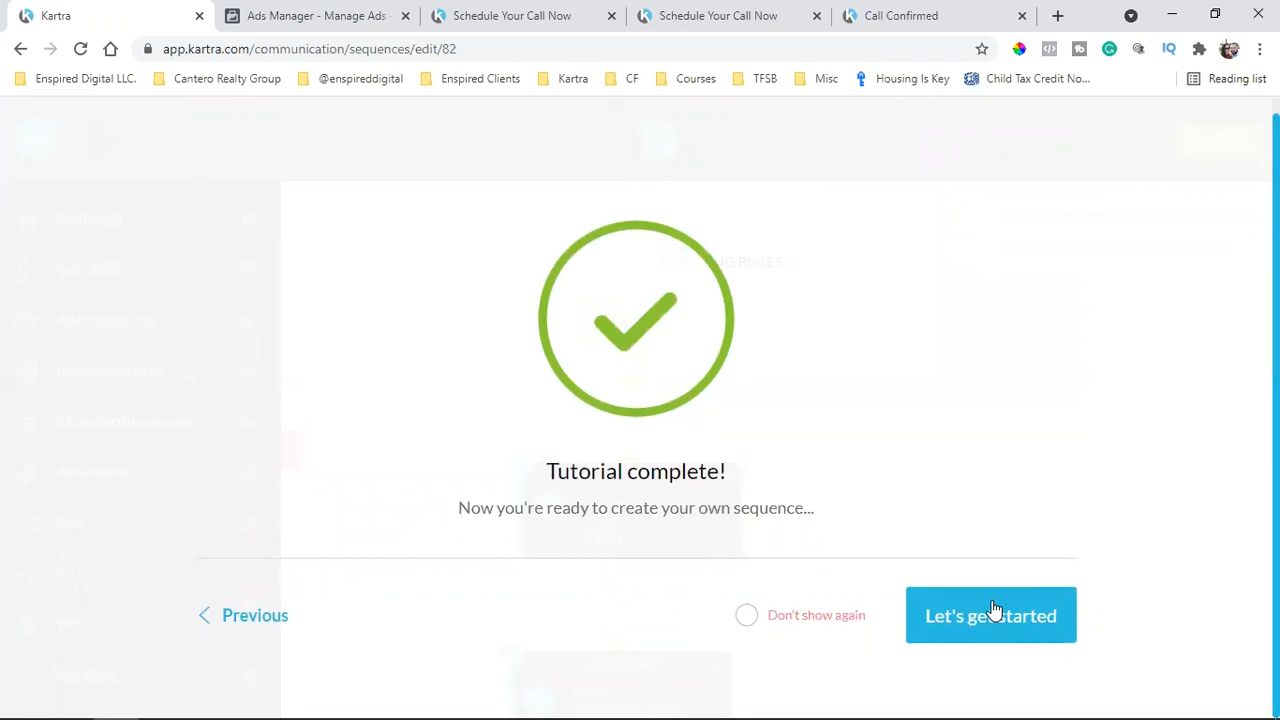 Kartra
Ads Manager - Manage Ads
Schedule Your Call Now
Schedule Your Call Now
Call Confirmed
app.kartra.com/communication/sequences/edit/82
Enspired Digital LLC.
Cantero Realty Group
@enspireddigital
Enspired Clients
Kartra
CF
Courses
TFSB
Misc
Housing Is Key
Child Tax Credit No...
Reading list
Tutorial complete!
Now you're ready to create your own sequence...
Previous
Don't show again
Let's get started